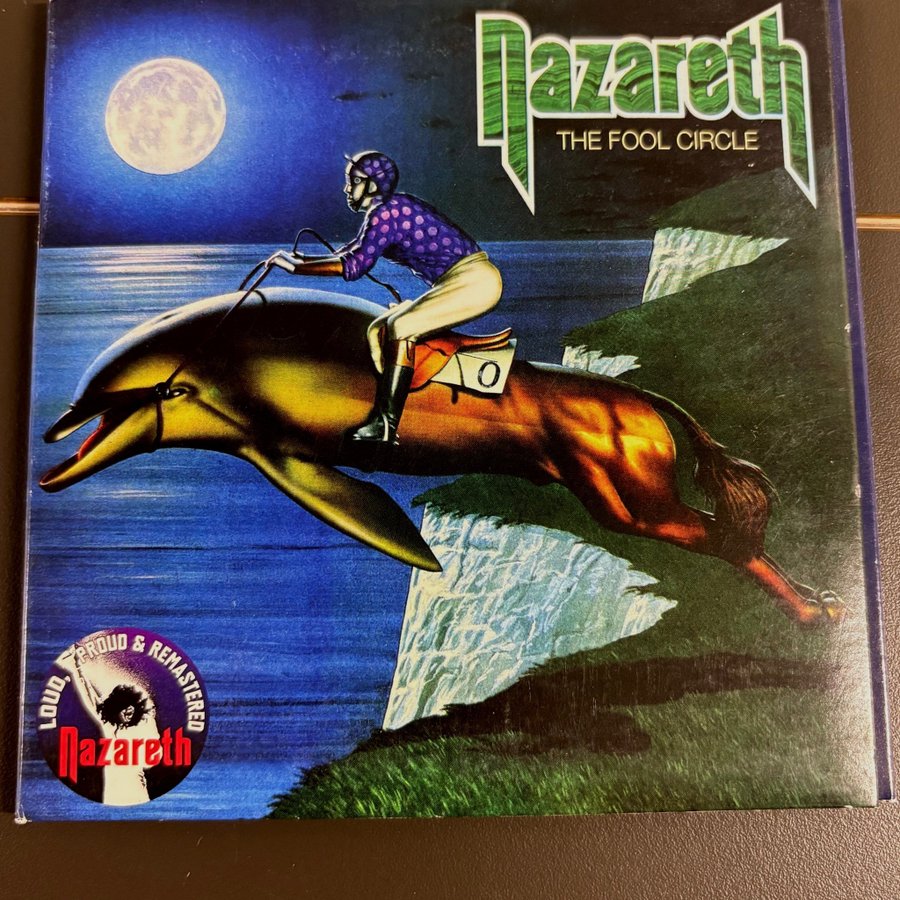 Nazareth
THE FOOL CIRCLE
0
LOUD, PROUD & REMASTERED
Nazareth